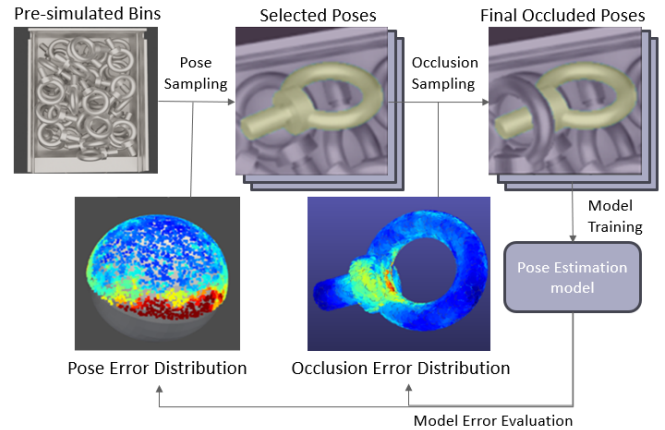 Pre-simulated Bins
Selected Poses
Final Occluded Poses
Pose
Sampling
Occlusion
Sampling
Model
Training
Pose Estimation
model
Pose Error Distribution
Occlusion Error Distribution
Model Error Evaluation